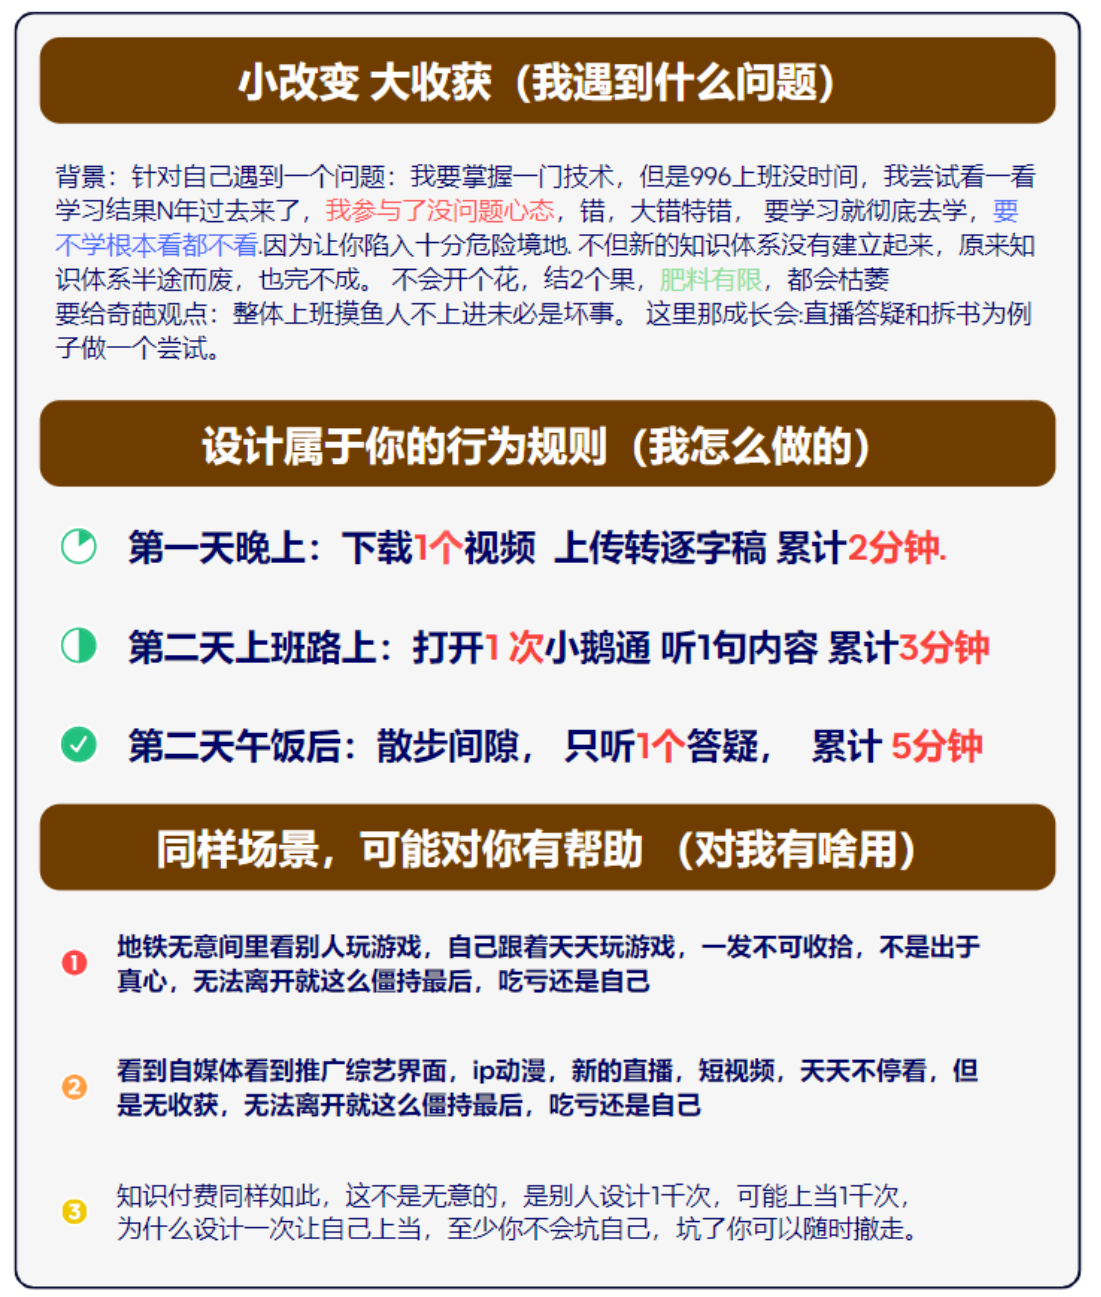 小改变 大收获（我遇到什么问题）
背景：针对自己遇到一个问题：我要掌握一门技术，但是996上班没时间，我尝试看一看
学习结果N年过去来了，我参与了没问题心态，错，大错特错， 要学习就彻底去学，要
不学根本看都不看.因为让你陷入十分危险境地. 不但新的知识体系没有建立起来，原来知
识体系半途而废，也完不成。 不会开个花，结2个果，肥料有限，都会枯萎
要给奇葩观点：整体上班摸鱼人不上进未必是坏事。 这里那成长会:直播答疑和拆书为例
子做一个尝试。
设计属于你的行为规则（我怎么做的）
第一天晚上：下载1个视频 上传转逐字稿 累计2分钟.
第二天上班路上：打开1 次小鹅通 听1句内容 累计3分钟
第二天午饭后：散步间隙， 只听1个答疑， 累计 5分钟
同样场景，可能对你有帮助 （对我有啥用）
1 地铁无意间里看别人玩游戏，自己跟着天天玩游戏，一发不可收拾，不是出于
真心，无法离开就这么僵持最后，吃亏还是自己
2 看到自媒体看到推广综艺界面，ip动漫，新的直播，短视频，天天不停看，但
是无收获，无法离开就这么僵持最后，吃亏还是自己
3 知识付费同样如此，这不是无意的，是别人设计1千次，可能上当1千次，
为什么设计一次让自己上当，至少你不会坑自己，坑了你可以随时撤走。